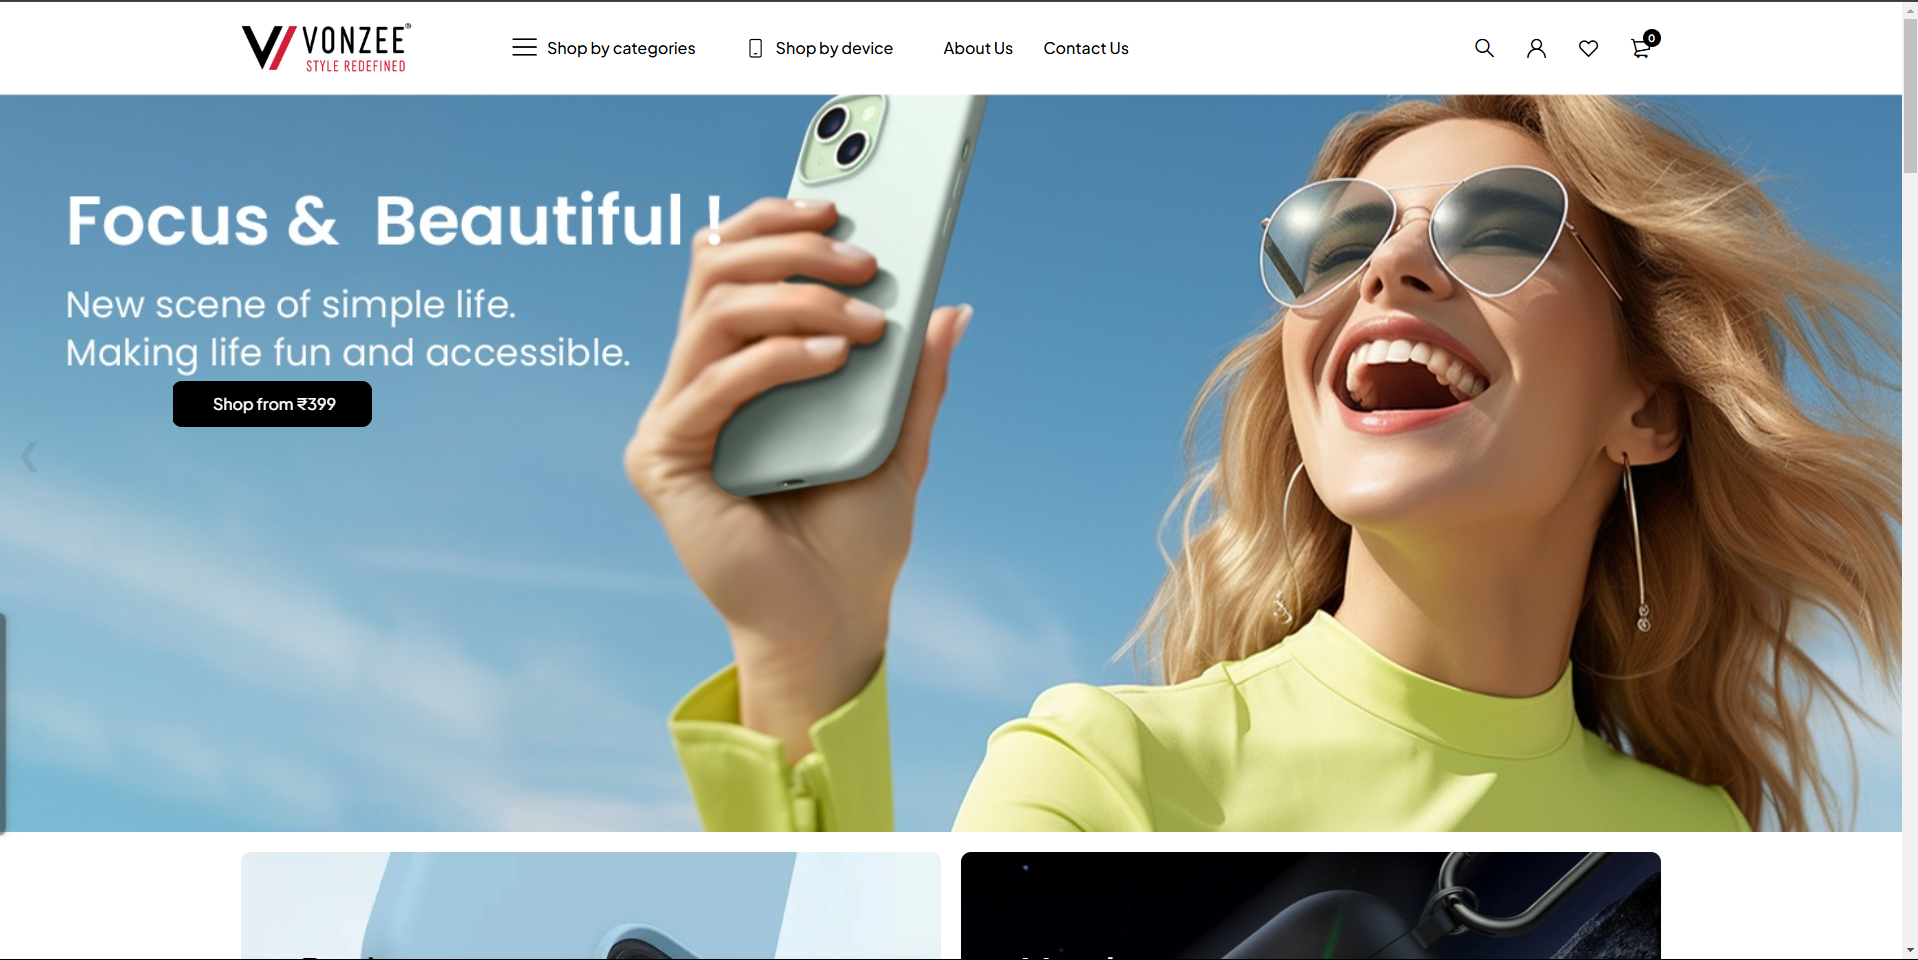 VONZEE®
STYLE REDEFINED
Shop by categories
Shop by device
About Us
Contact Us
0
Focus & Beautiful !
New scene of simple life.
Making life fun and accessible.
Shop from ₹399